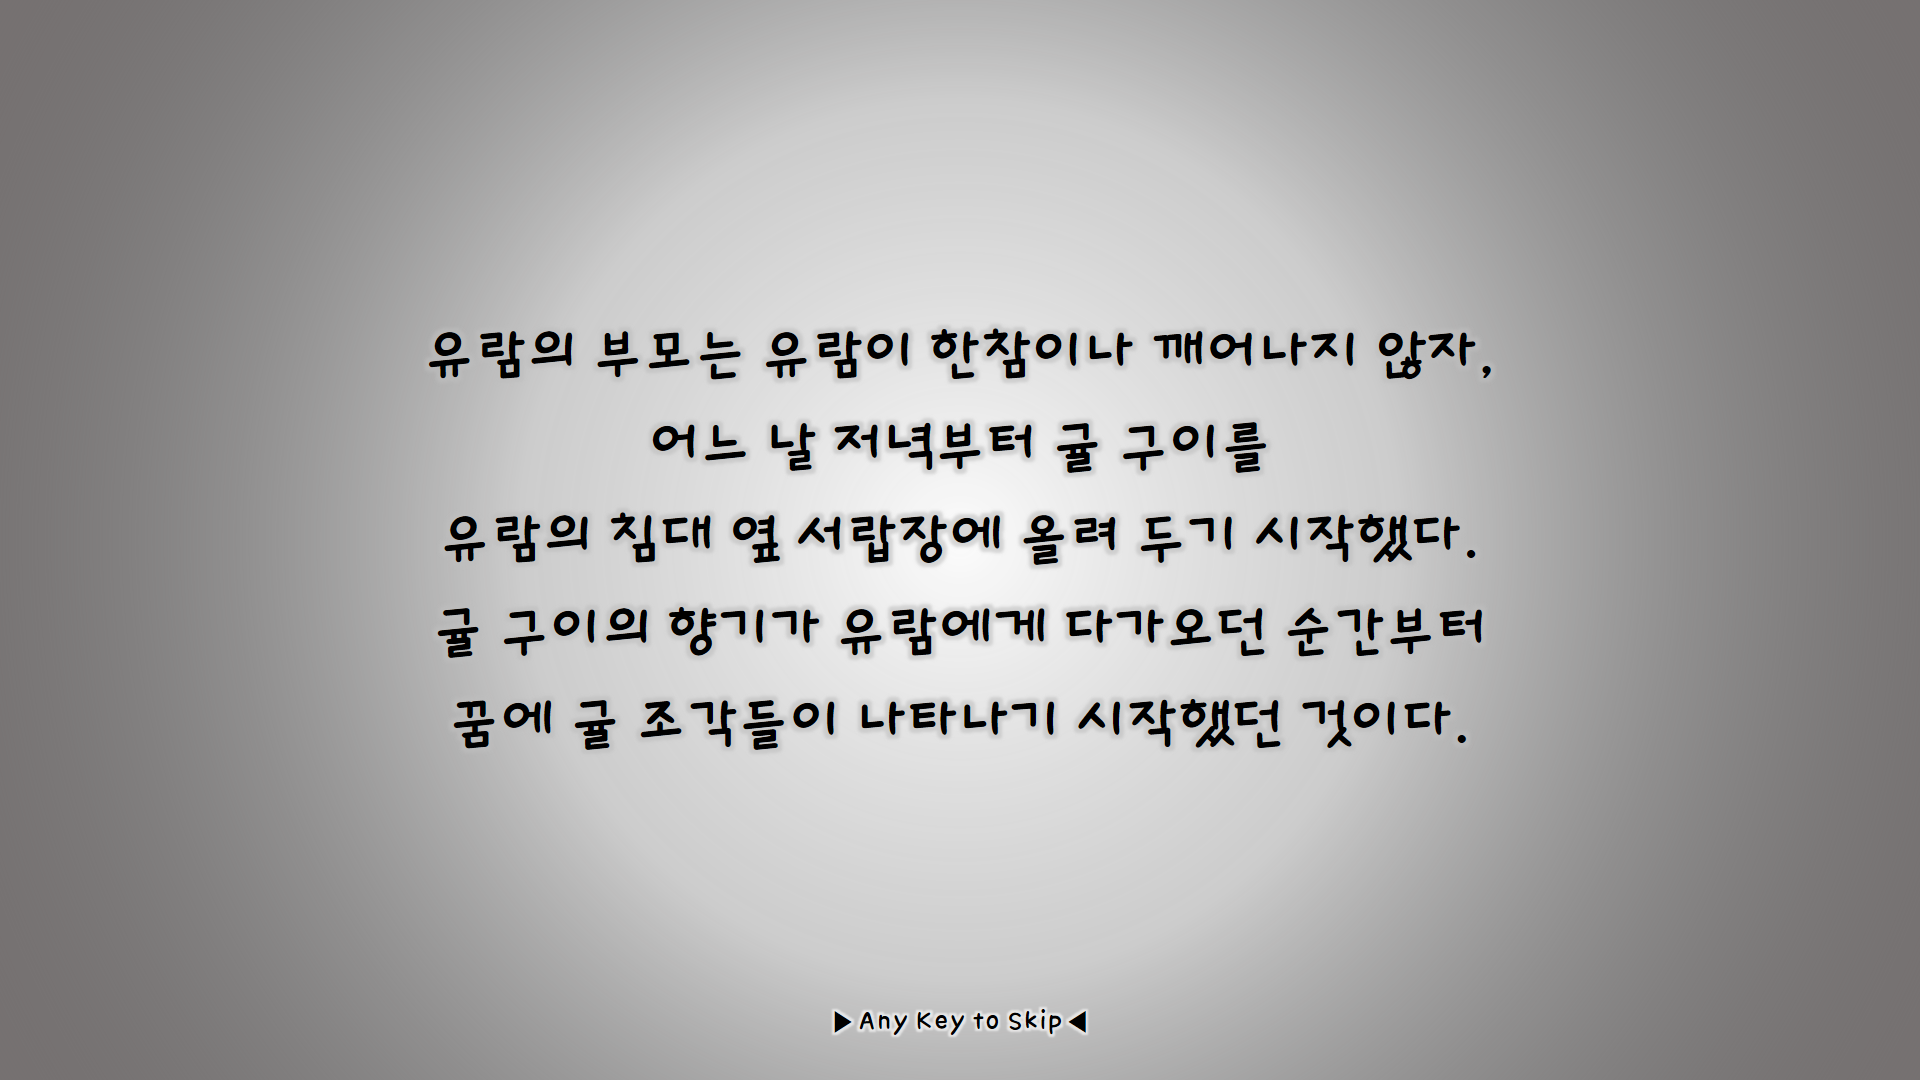 유람의 부모는 유람이 한참이나 깨어나지 않자,
어느 날 저녁부터 귤 구이를
유람의 침대 옆 서랍장에 올려 두기 시작했다.
귤 구이의 향기가 유람에게 다가오던 순간부터
꿈에 귤 조각들이 나타나기 시작했던 것이다.
▶ Any Key to Skip ◀